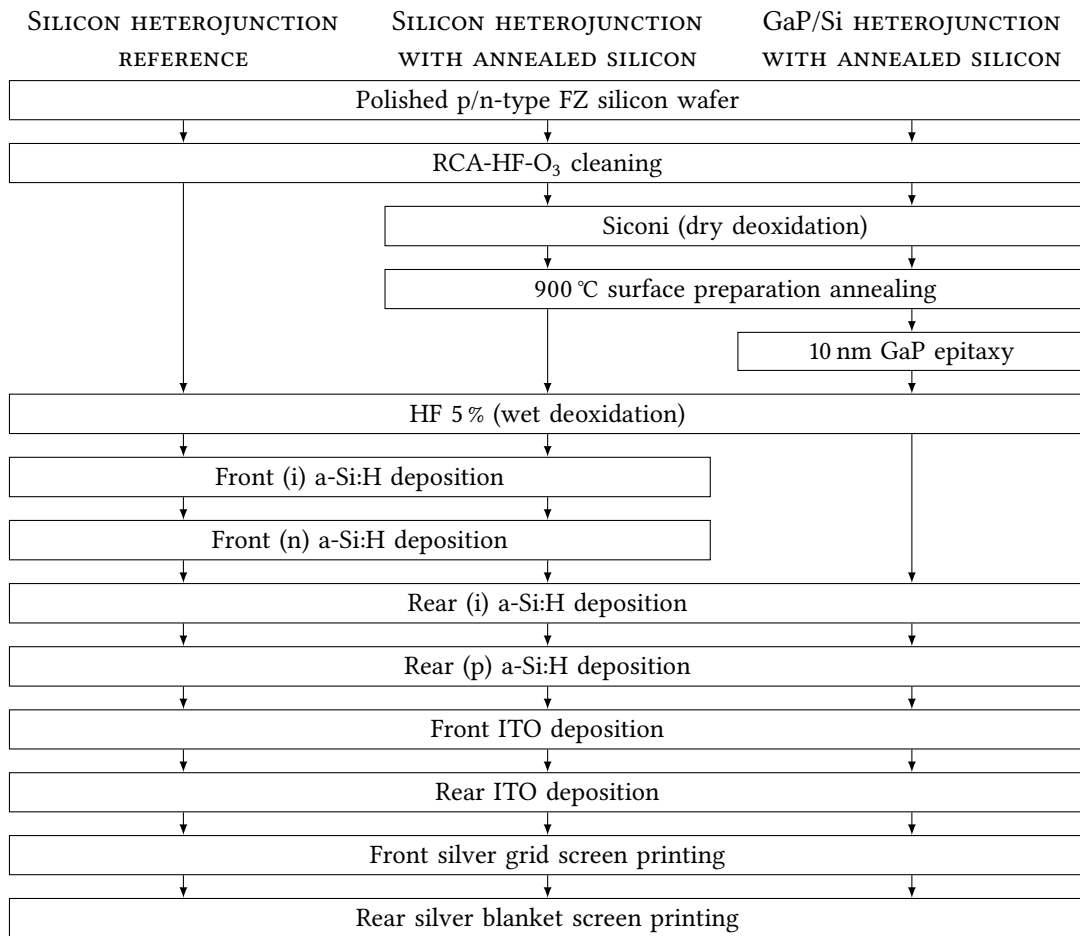 Silicon heterojunction reference
Silicon heterojunction with annealed silicon
GaP/Si heterojunction with annealed silicon
Polished p/n-type FZ silicon wafer
RCA-HF-O₃ cleaning
Siconi (dry deoxidation)
900 °C surface preparation annealing
10 nm GaP epitaxy
HF 5 % (wet deoxidation)
Front (i) a-Si:H deposition
Front (n) a-Si:H deposition
Rear (i) a-Si:H deposition
Rear (p) a-Si:H deposition
Front ITO deposition
Rear ITO deposition
Front silver grid screen printing
Rear silver blanket screen printing